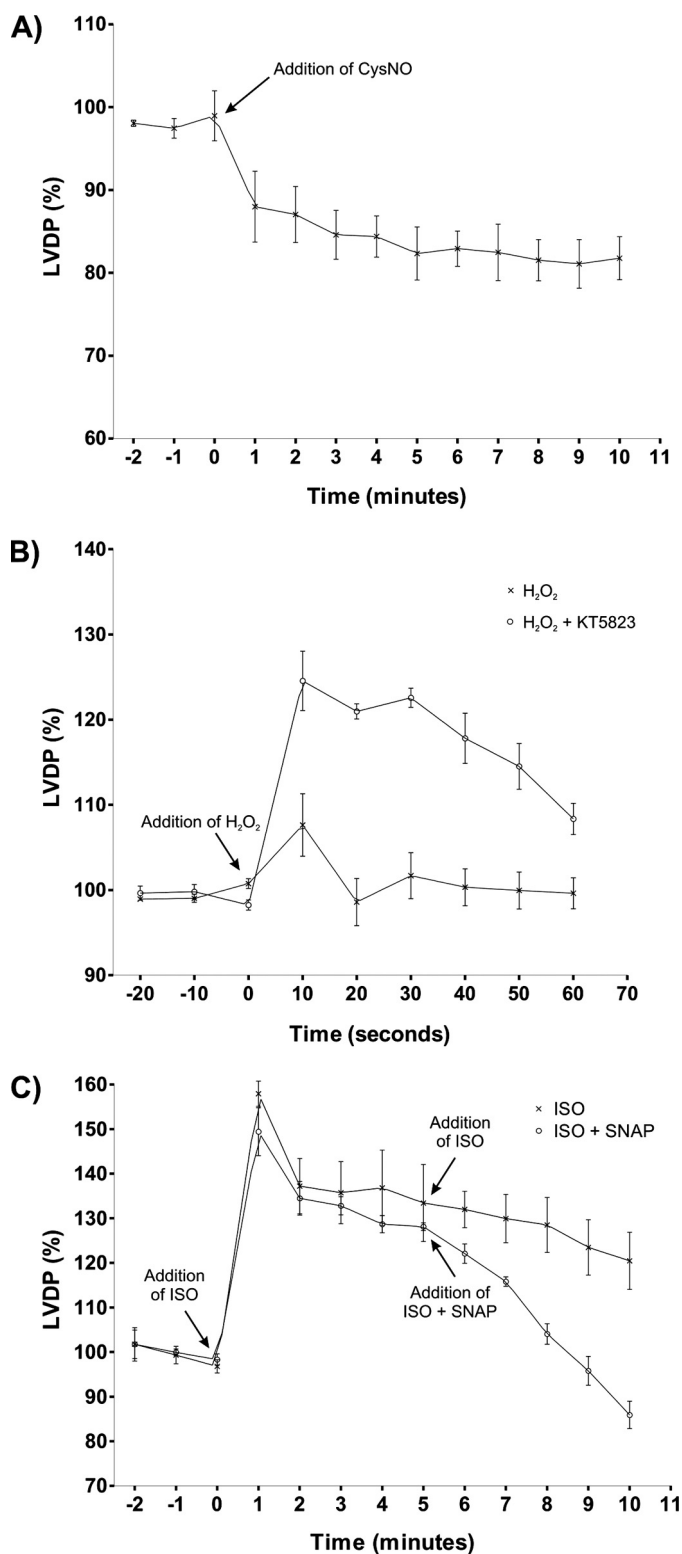 A)
110
100
90
80
70
60
LVDP (%)
Addition of CysNO
-2 -1 0 1 2 3 4 5 6 7 8 9 10 11
Time (minutes)
B)
140
130
120
110
100
90
LVDP (%)
H₂O₂
H₂O₂ + KT5823
Addition of H₂O₂
-20 -10 0 10 20 30 40 50 60 70
Time (seconds)
C)
160
150
140
130
120
110
100
90
80
70
LVDP (%)
ISO
ISO + SNAP
Addition
of ISO
Addition
of ISO
Addition of
ISO + SNAP
-2 -1 0 1 2 3 4 5 6 7 8 9 10 11
Time (minutes)